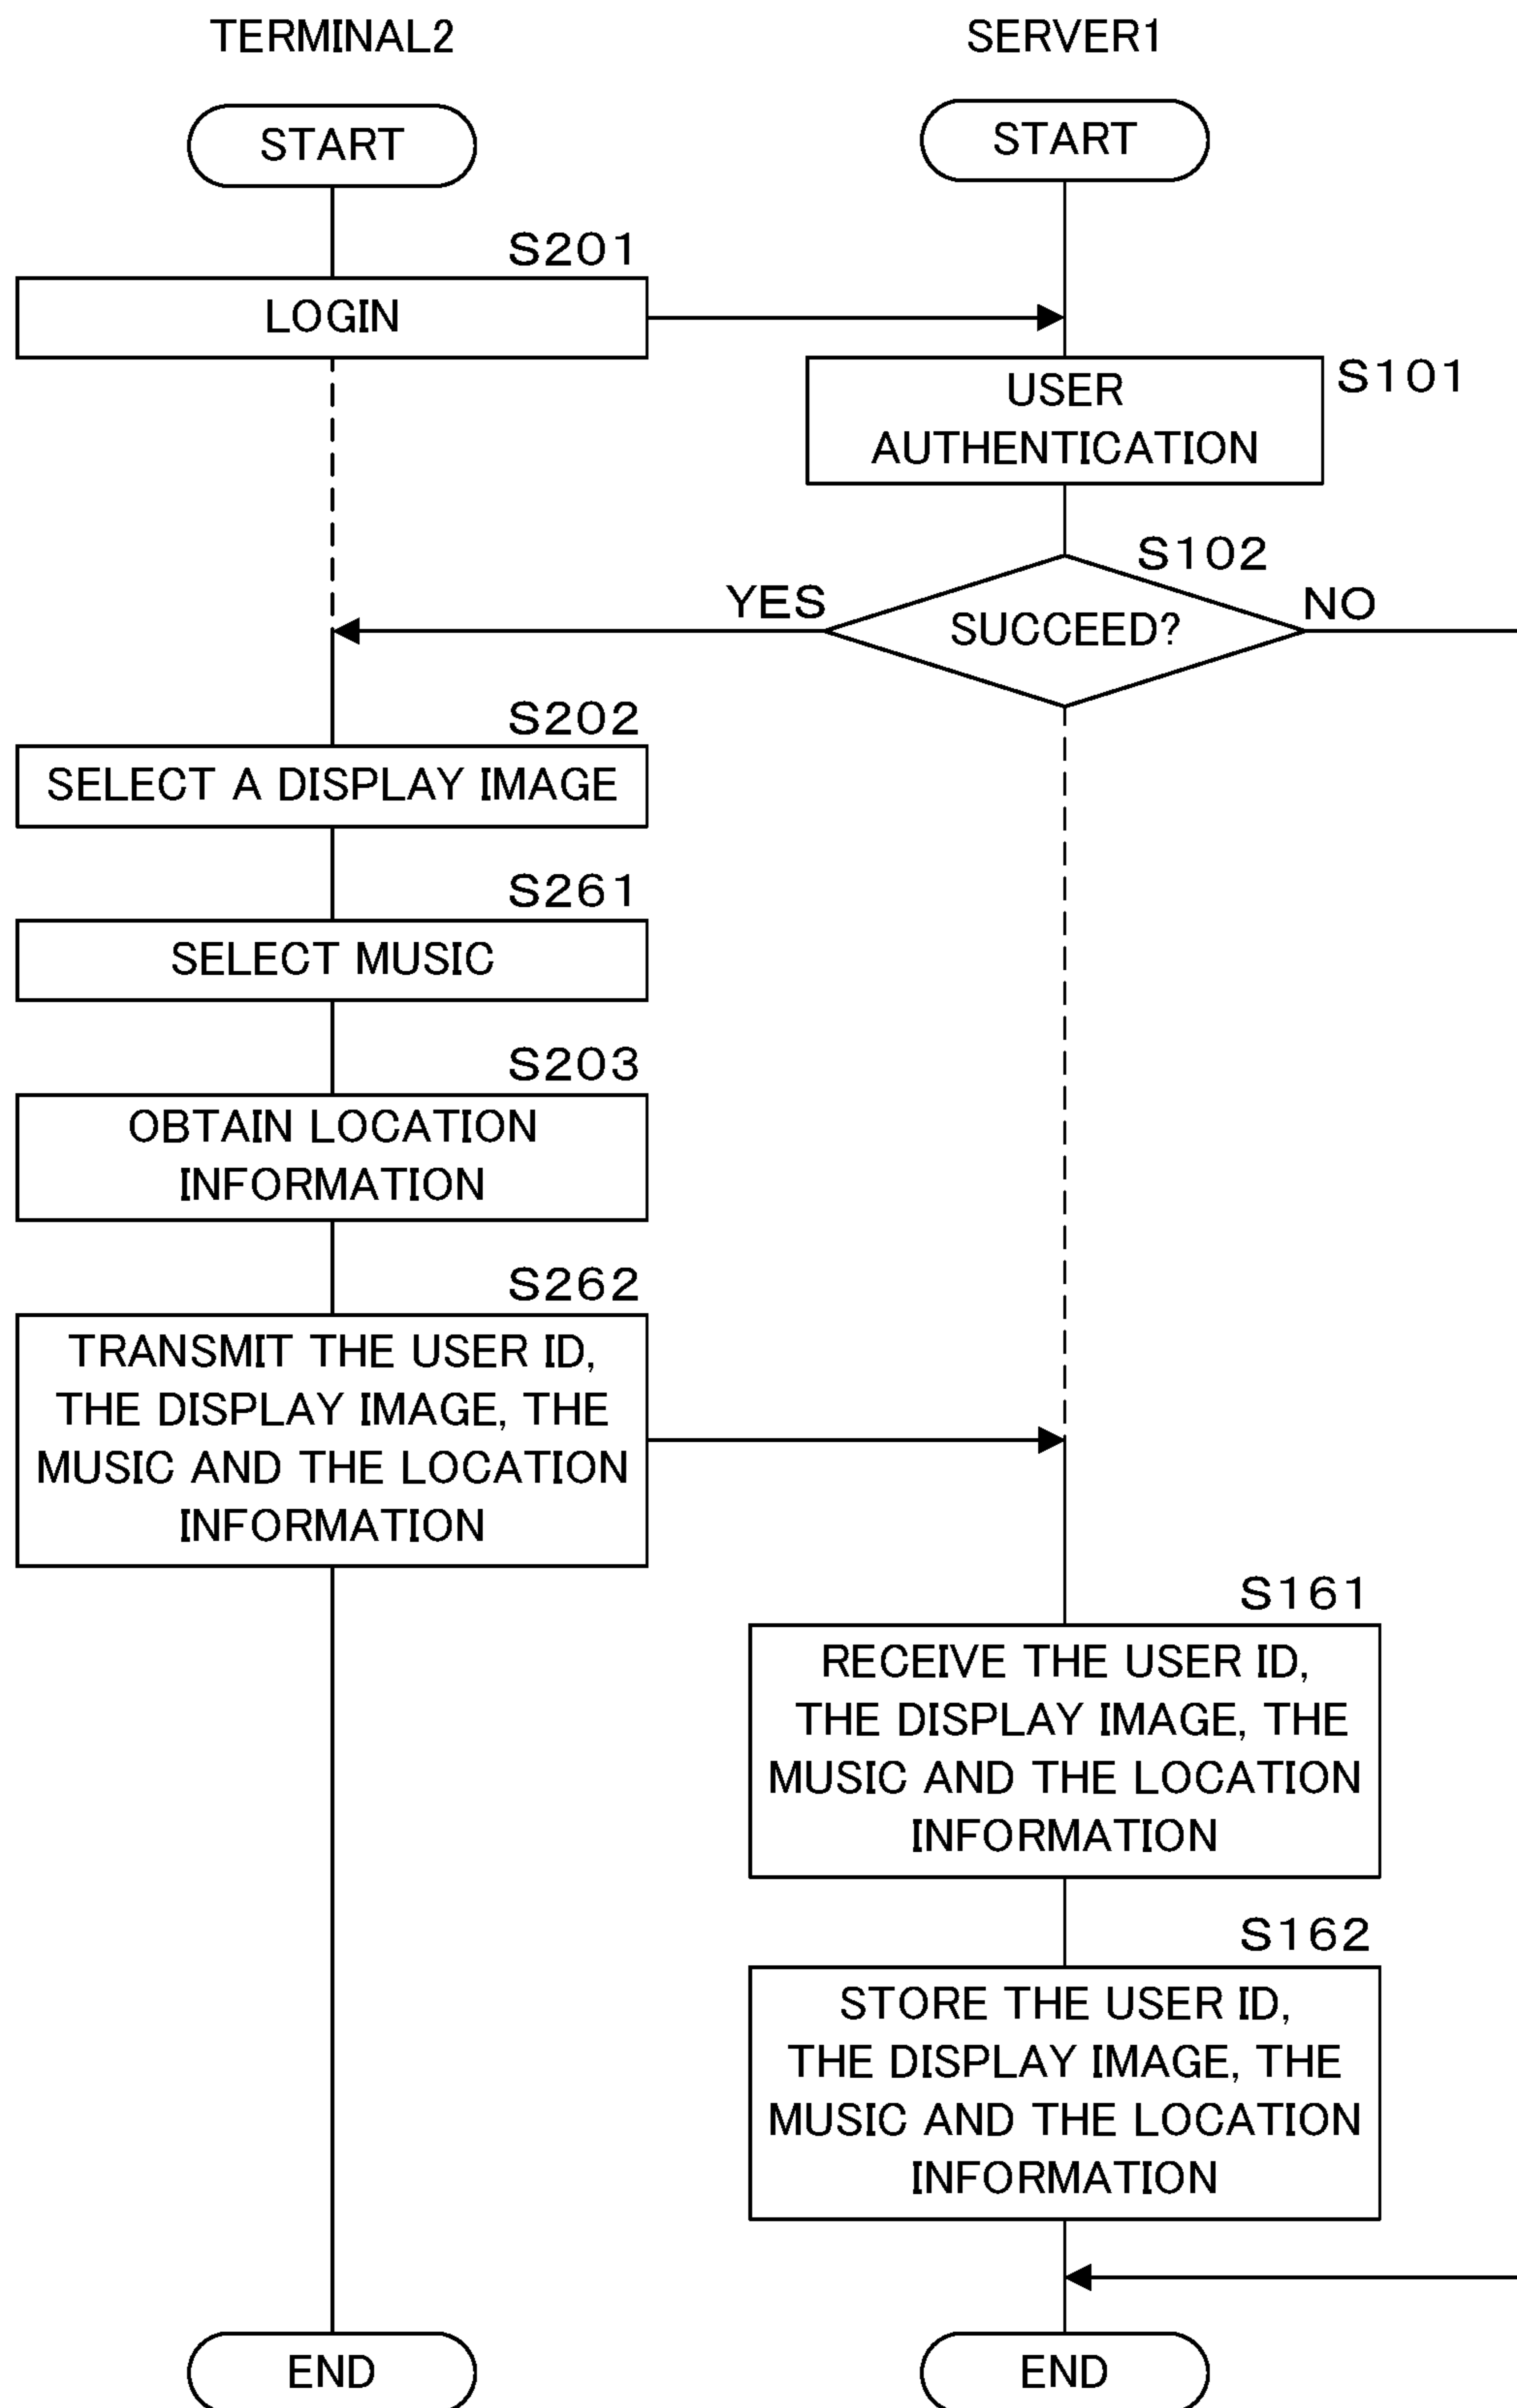 TERMINAL2
SERVER1
START
START
S201
LOGIN
S101
USER
AUTHENTICATION
S102
YES
SUCCEED?
NO
S202
SELECT A DISPLAY IMAGE
S261
SELECT MUSIC
S203
OBTAIN LOCATION
INFORMATION
S262
TRANSMIT THE USER ID,
THE DISPLAY IMAGE, THE
MUSIC AND THE LOCATION
INFORMATION
S161
RECEIVE THE USER ID,
THE DISPLAY IMAGE, THE
MUSIC AND THE LOCATION
INFORMATION
S162
STORE THE USER ID,
THE DISPLAY IMAGE, THE
MUSIC AND THE LOCATION
INFORMATION
END
END